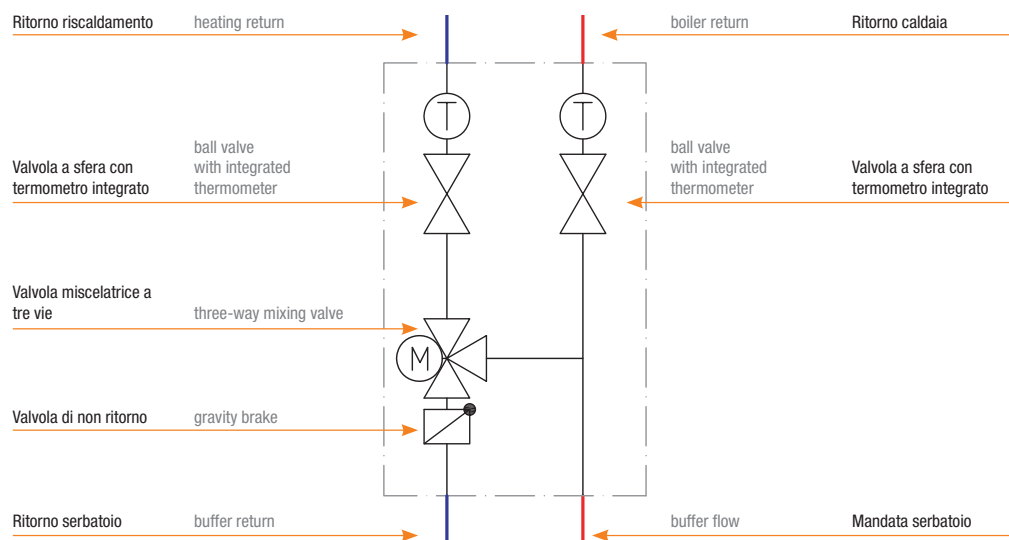 Ritorno riscaldamento
heating return
boiler return
Ritorno caldaia
T
T
Valvola a sfera con
termometro integrato
ball valve
with integrated
thermometer
ball valve
with integrated
thermometer
Valvola a sfera con
termometro integrato
Valvola miscelatrice a
tre vie
three-way mixing valve
M
Valvola di non ritorno
gravity brake
Ritorno serbatoio
buffer return
buffer flow
Mandata serbatoio